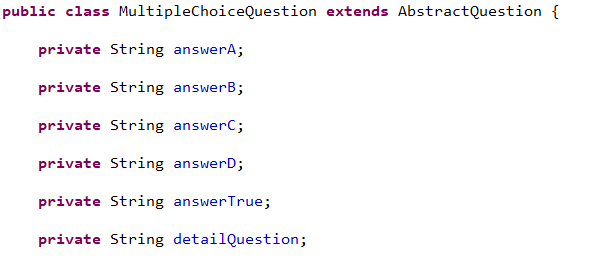 public class MultipleChoiceQuestion extends AbstractQuestion {
private String answerA;
private String answerB;
private String answerC;
private String answerD;
private String answerTrue;
private String detailQuestion;